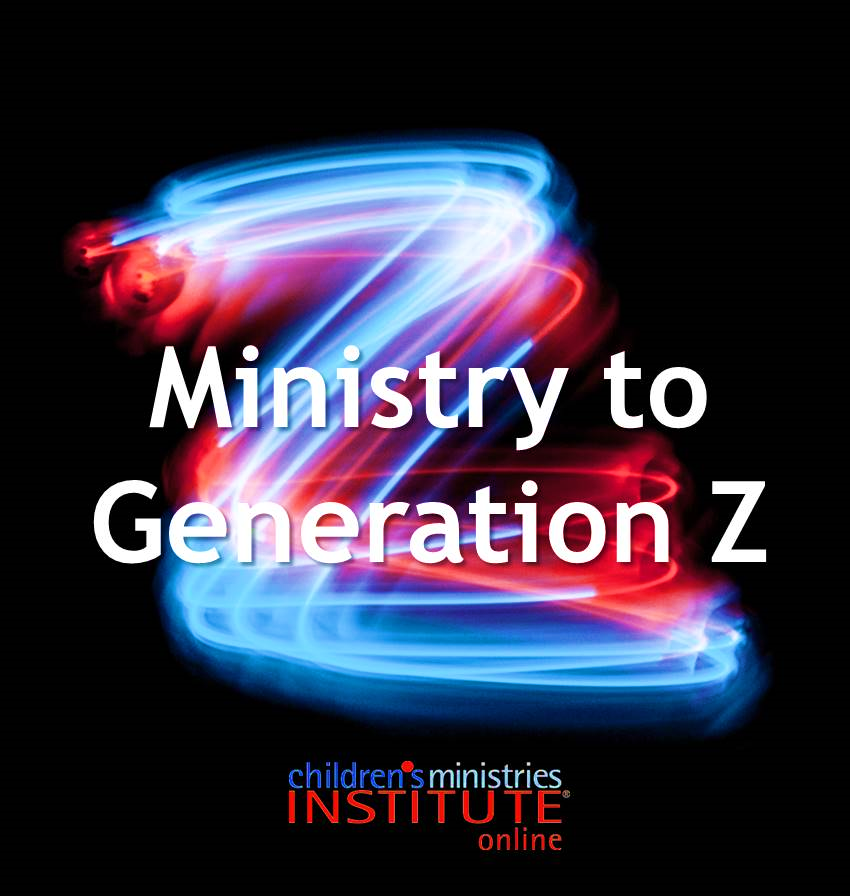 Ministry to
Generation Z
children's ministries
INSTITUTE®
online